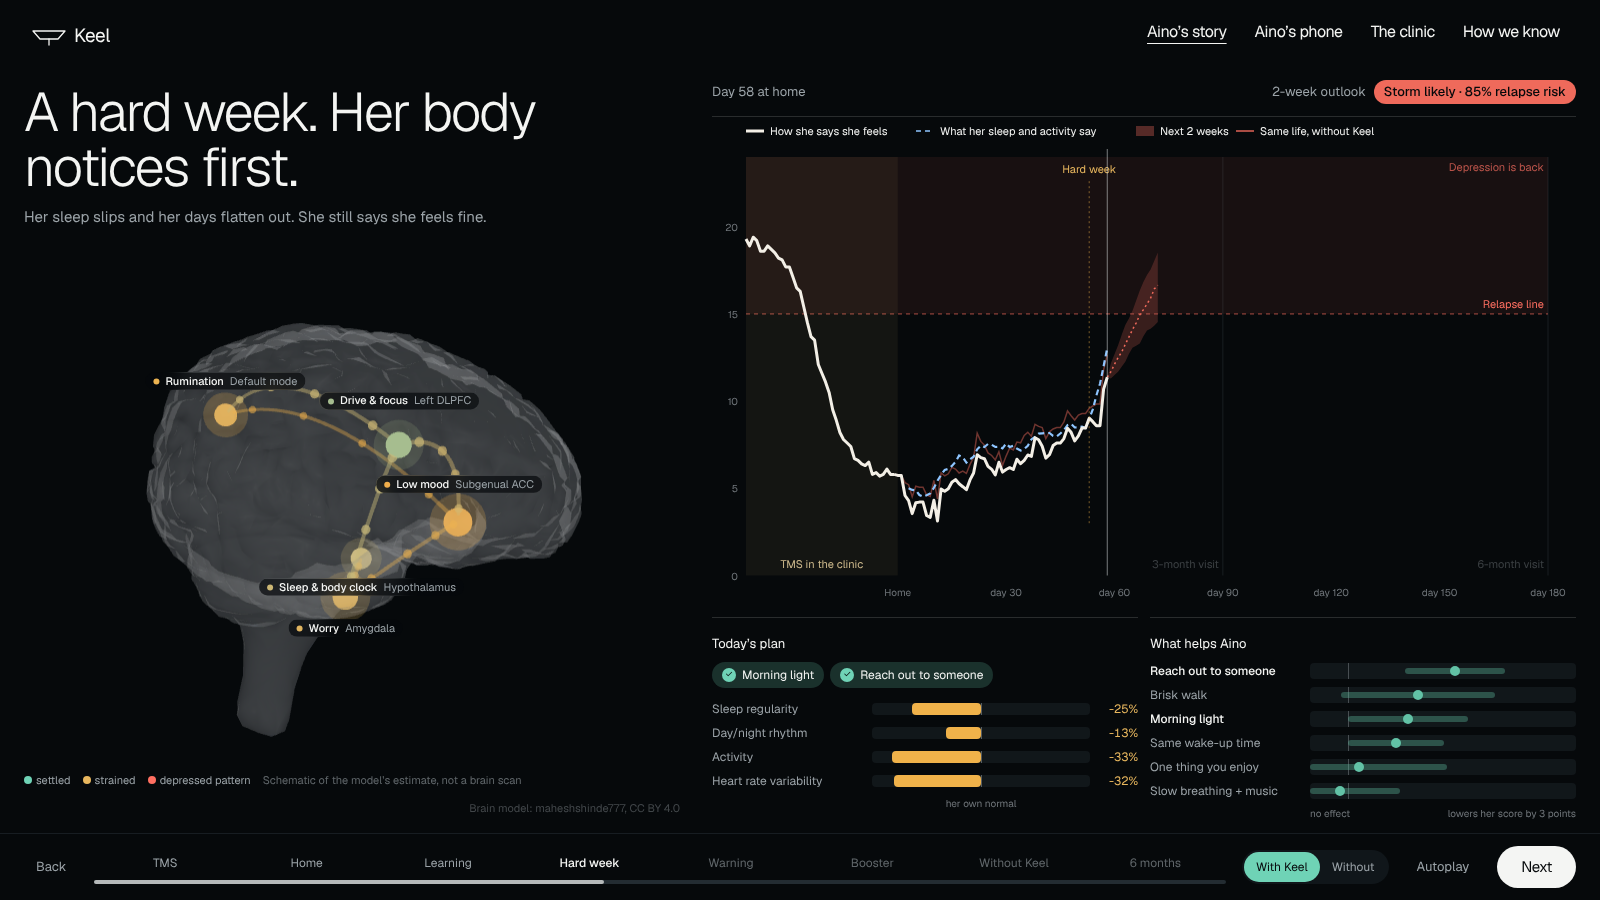 Keel
Aino's story
Aino's phone
The clinic
How we know
A hard week. Her body
notices first.
Her sleep slips and her days flatten out. She still says she feels fine.
Rumination Default mode
Drive & focus Left DLPFC
Low mood Subgenual ACC
Sleep & body clock Hypothalamus
Worry Amygdala
settled
strained
depressed pattern
Schematic of the model's estimate, not a brain scan
Brain model: maheshshinde777, CC BY 4.0
Day 58 at home
2-week outlook
Storm likely · 85% relapse risk
How she says she feels
What her sleep and activity say
Next 2 weeks
Same life, without Keel
Hard week
Depression is back
20
Relapse line
15
10
5
TMS in the clinic
3-month visit
6-month visit
0
Home
day 30
day 60
day 90
day 120
day 150
day 180
Today's plan
Morning light
Reach out to someone
Sleep regularity -25%
Day/night rhythm -13%
Activity -33%
Heart rate variability -32%
her own normal
What helps Aino
Reach out to someone
Brisk walk
Morning light
Same wake-up time
One thing you enjoy
Slow breathing + music
no effect
lowers her score by 3 points
Back
TMS
Home
Learning
Hard week
Warning
Booster
Without Keel
6 months
With Keel
Without
Autoplay
Next